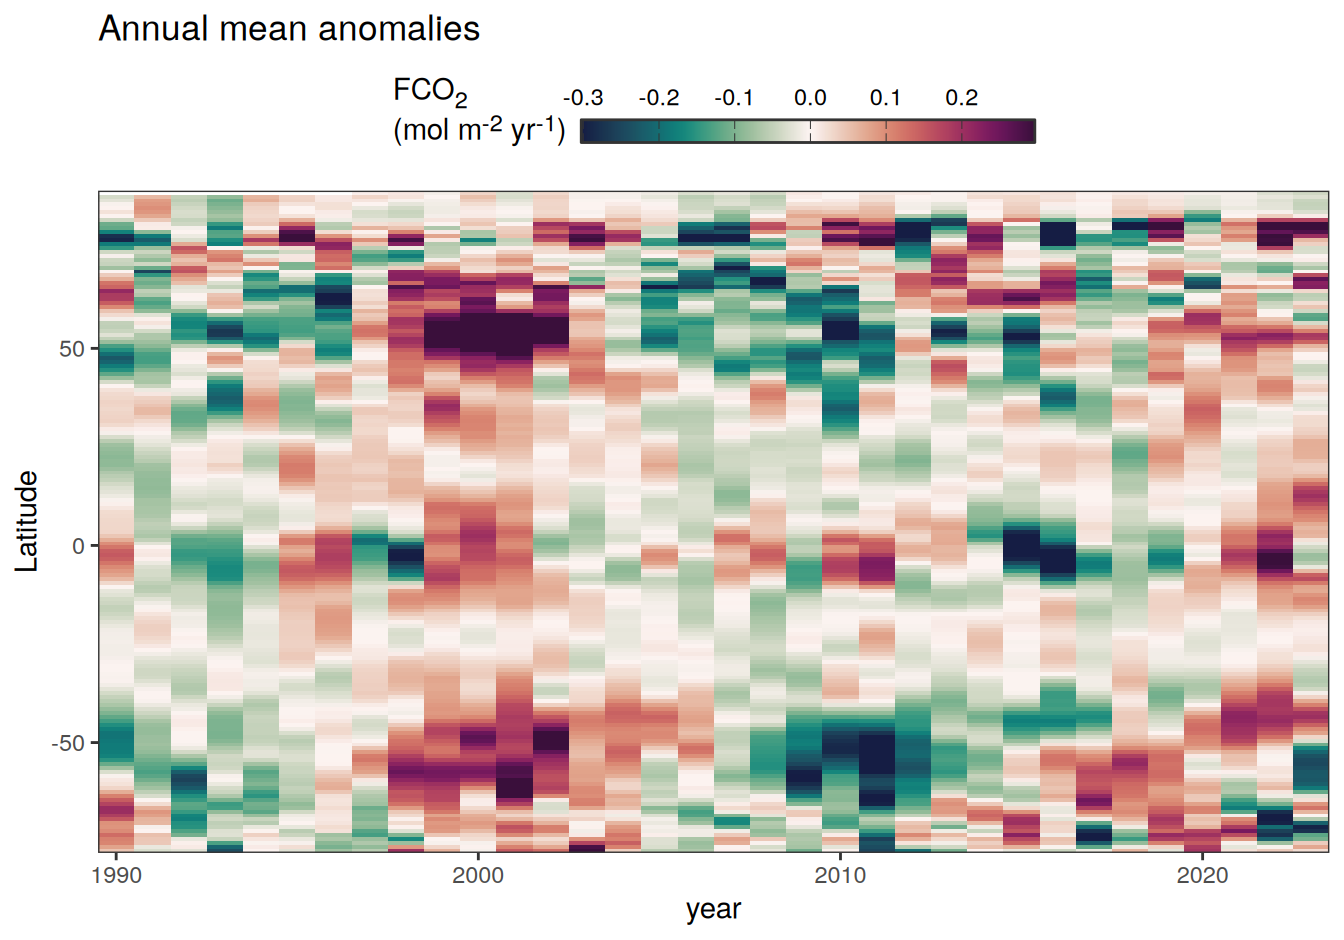 Annual mean anomalies
FCO₂
(mol m⁻² yr⁻¹)
-0.3 -0.2 -0.1 0.0 0.1 0.2
Latitude
50
0
-50
1990 2000 2010 2020
year